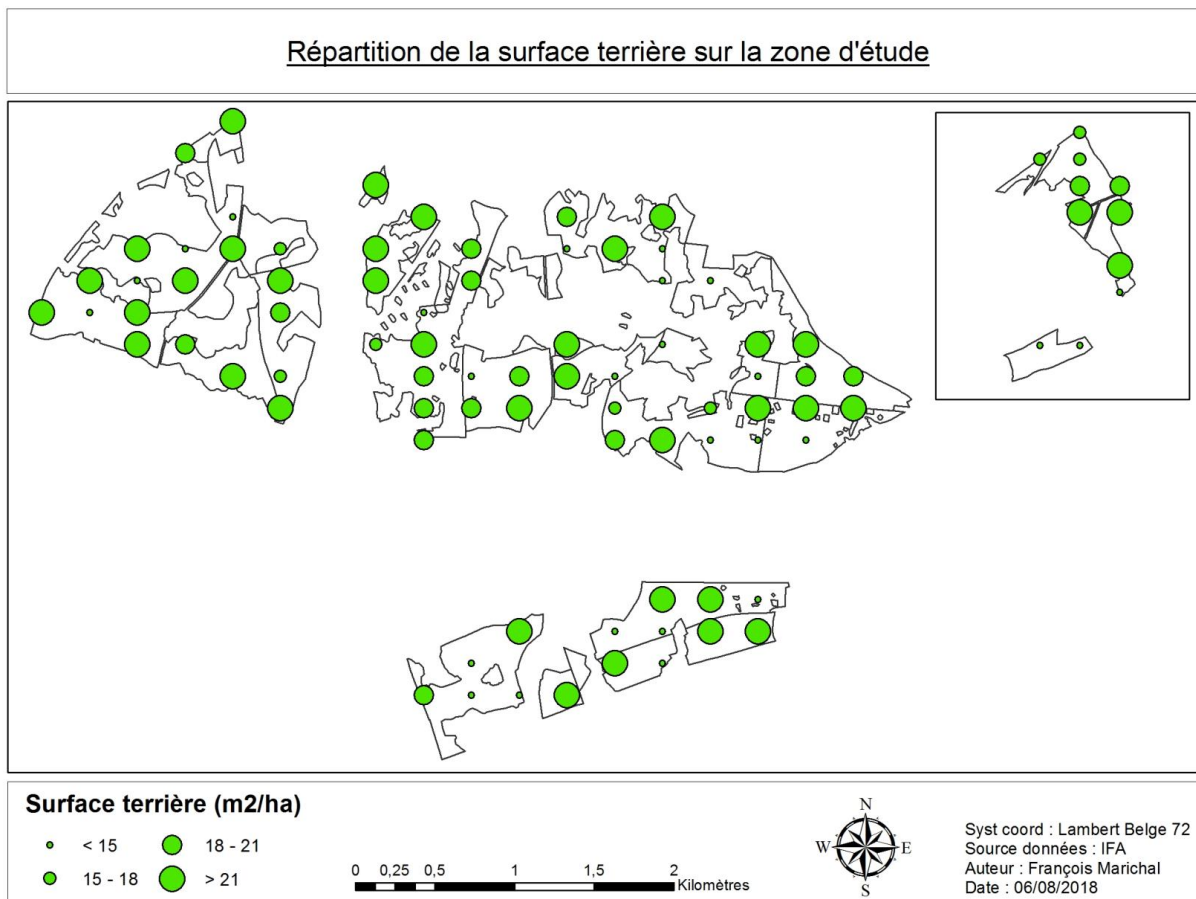 Répartition de la surface terrière sur la zone d'étude
Surface terrière (m2/ha)
< 15
18 - 21
15 - 18
> 21
0 0,25 0,5 1 1,5 2
Kilomètres
N
W E
S
Syst coord : Lambert Belge 72
Source données : IFA
Auteur : François Marichal
Date : 06/08/2018